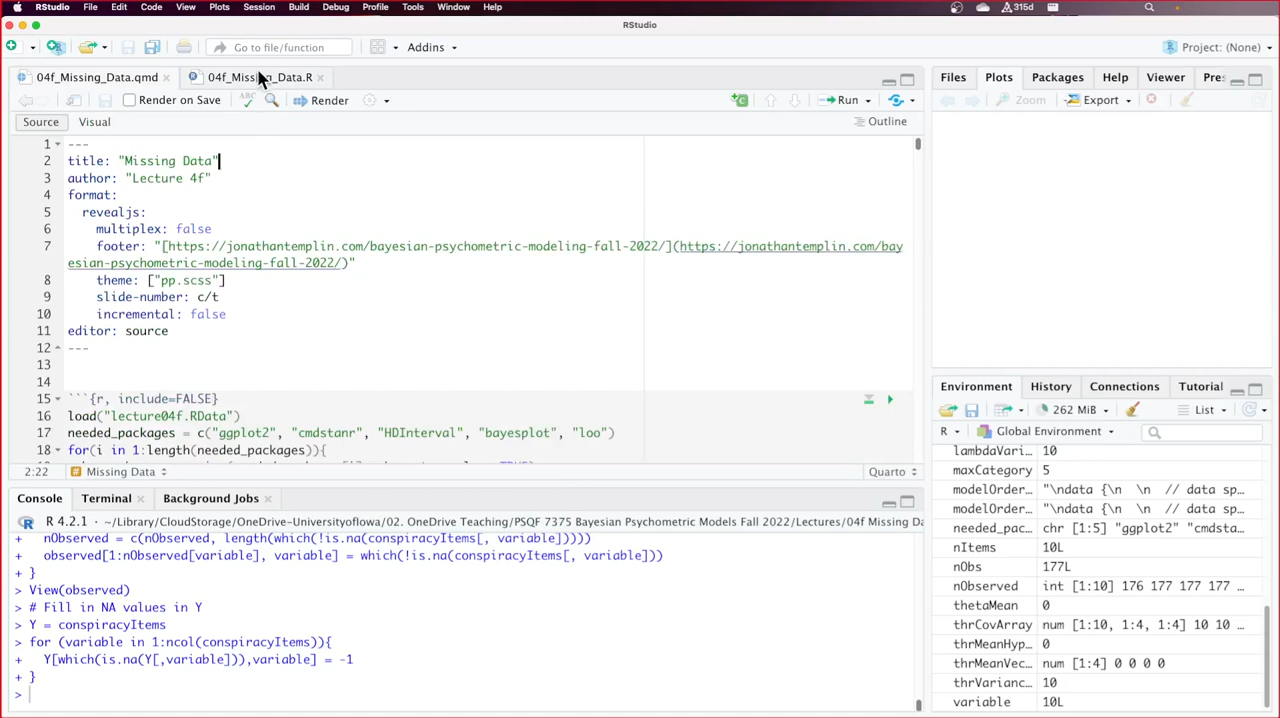 RStudio File Edit Code View Plots Session Build Debug Profile Tools Window Help 315d
RStudio
Go to file/function Addins Project: (None)
04f_Missing_Data.qmd 04f_Missing_Data.R
Render on Save ABC Render Run
Source Visual Outline
1 ---
2 title: "Missing Data"
3 author: "Lecture 4f"
4 format:
5 revealjs:
6 multiplex: false
7 footer: "[https://jonathantemplin.com/bayesian-psychometric-modeling-fall-2022/](https://jonathantemplin.com/bay
esian-psychometric-modeling-fall-2022/)"
8 theme: ["pp.scss"]
9 slide-number: c/t
10 incremental: false
11 editor: source
12 ---
13
14
15 ```{r, include=FALSE}
16 load("lecture04f.RData")
17 needed_packages = c("ggplot2", "cmdstanr", "HDInterval", "bayesplot", "loo")
18 for(i in 1:length(needed_packages)){
2:22 Missing Data Quarto
Console Terminal Background Jobs
R 4.2.1 · ~/Library/CloudStorage/OneDrive-UniversityofIowa/02. OneDrive Teaching/PSQF 7375 Bayesian Psychometric Models Fall 2022/Lectures/04f Missing Da
+ nObserved = c(nObserved, length(which(!is.na(conspiracyItems[, variable]))))
+ observed[1:nObserved[variable], variable] = which(!is.na(conspiracyItems[, variable]))
+ }
> View(observed)
> # Fill in NA values in Y
> Y = conspiracyItems
> for (variable in 1:ncol(conspiracyItems)){
+ Y[which(is.na(Y[,variable])),variable] = -1
+ }
>
Files Plots Packages Help Viewer Pres
Zoom Export
Environment History Connections Tutorial
262 MiB List
R Global Environment
lambdaVari… 10
maxCategory 5
modelOrder… "\ndata {\n \n // data sp…
modelOrder… "\ndata {\n \n // data sp…
needed_pac… chr [1:5] "ggplot2" "cmdsta…
nItems 10L
nObs 177L
nObserved int [1:10] 176 177 177 177 …
thetaMean 0
thrCovArray num [1:10, 1:4, 1:4] 10 10 …
thrMeanHyp… 0
thrMeanVec… num [1:4] 0 0 0 0
thrVarianc… 10
variable 10L